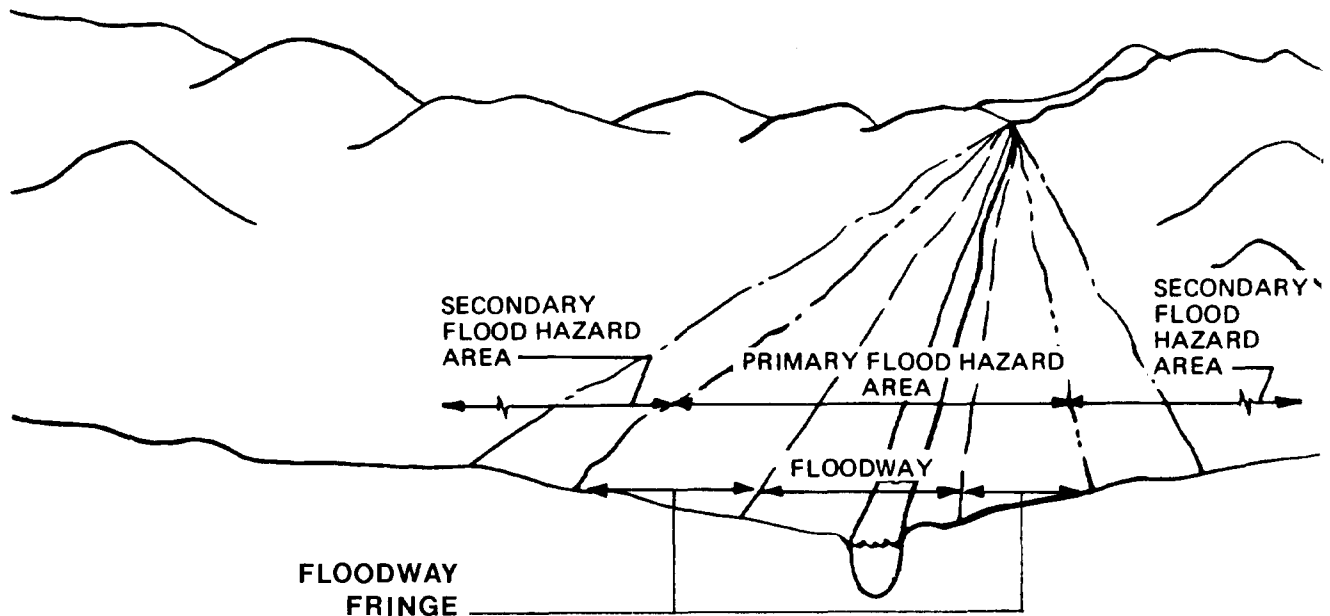 SECONDARY
FLOOD HAZARD
AREA
PRIMARY FLOOD HAZARD
AREA
SECONDARY
FLOOD
HAZARD
AREA
FLOODWAY
FLOODWAY
FRINGE